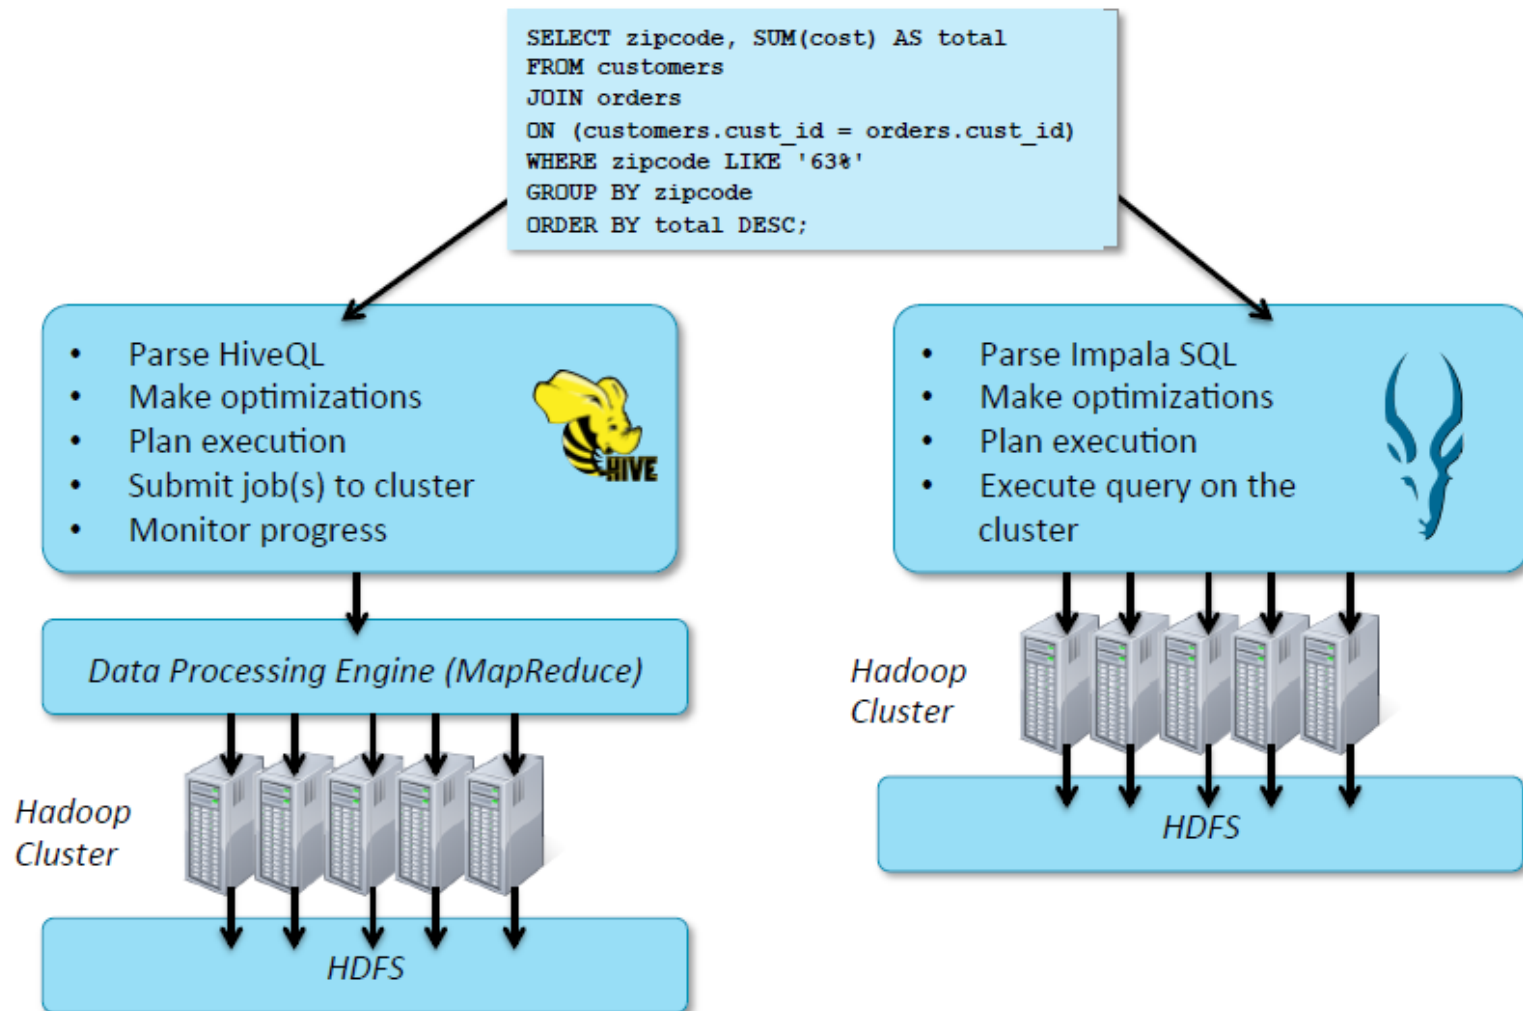 SELECT zipcode, SUM(cost) AS total
FROM customers
JOIN orders
ON (customers.cust_id = orders.cust_id)
WHERE zipcode LIKE '63%'
GROUP BY zipcode
ORDER BY total DESC;
• Parse HiveQL
• Make optimizations
• Plan execution
• Submit job(s) to cluster
• Monitor progress
HIVE
Data Processing Engine (MapReduce)
Hadoop
Cluster
HDFS
• Parse Impala SQL
• Make optimizations
• Plan execution
• Execute query on the
cluster
Hadoop
Cluster
HDFS